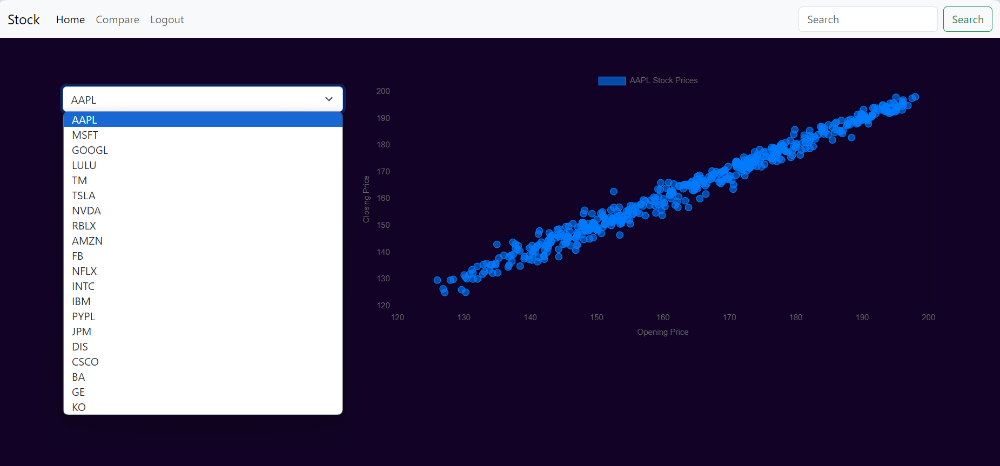 Stock Home Compare Logout Search Search
AAPL
AAPL
MSFT
GOOGL
LULU
TM
TSLA
NVDA
RBLX
AMZN
FB
NFLX
INTC
IBM
PYPL
JPM
DIS
CSCO
BA
GE
KO
AAPL Stock Prices
200
190
180
170
160
150
140
130
120
Closing Price
120 130 140 150 160 170 180 190 200
Opening Price